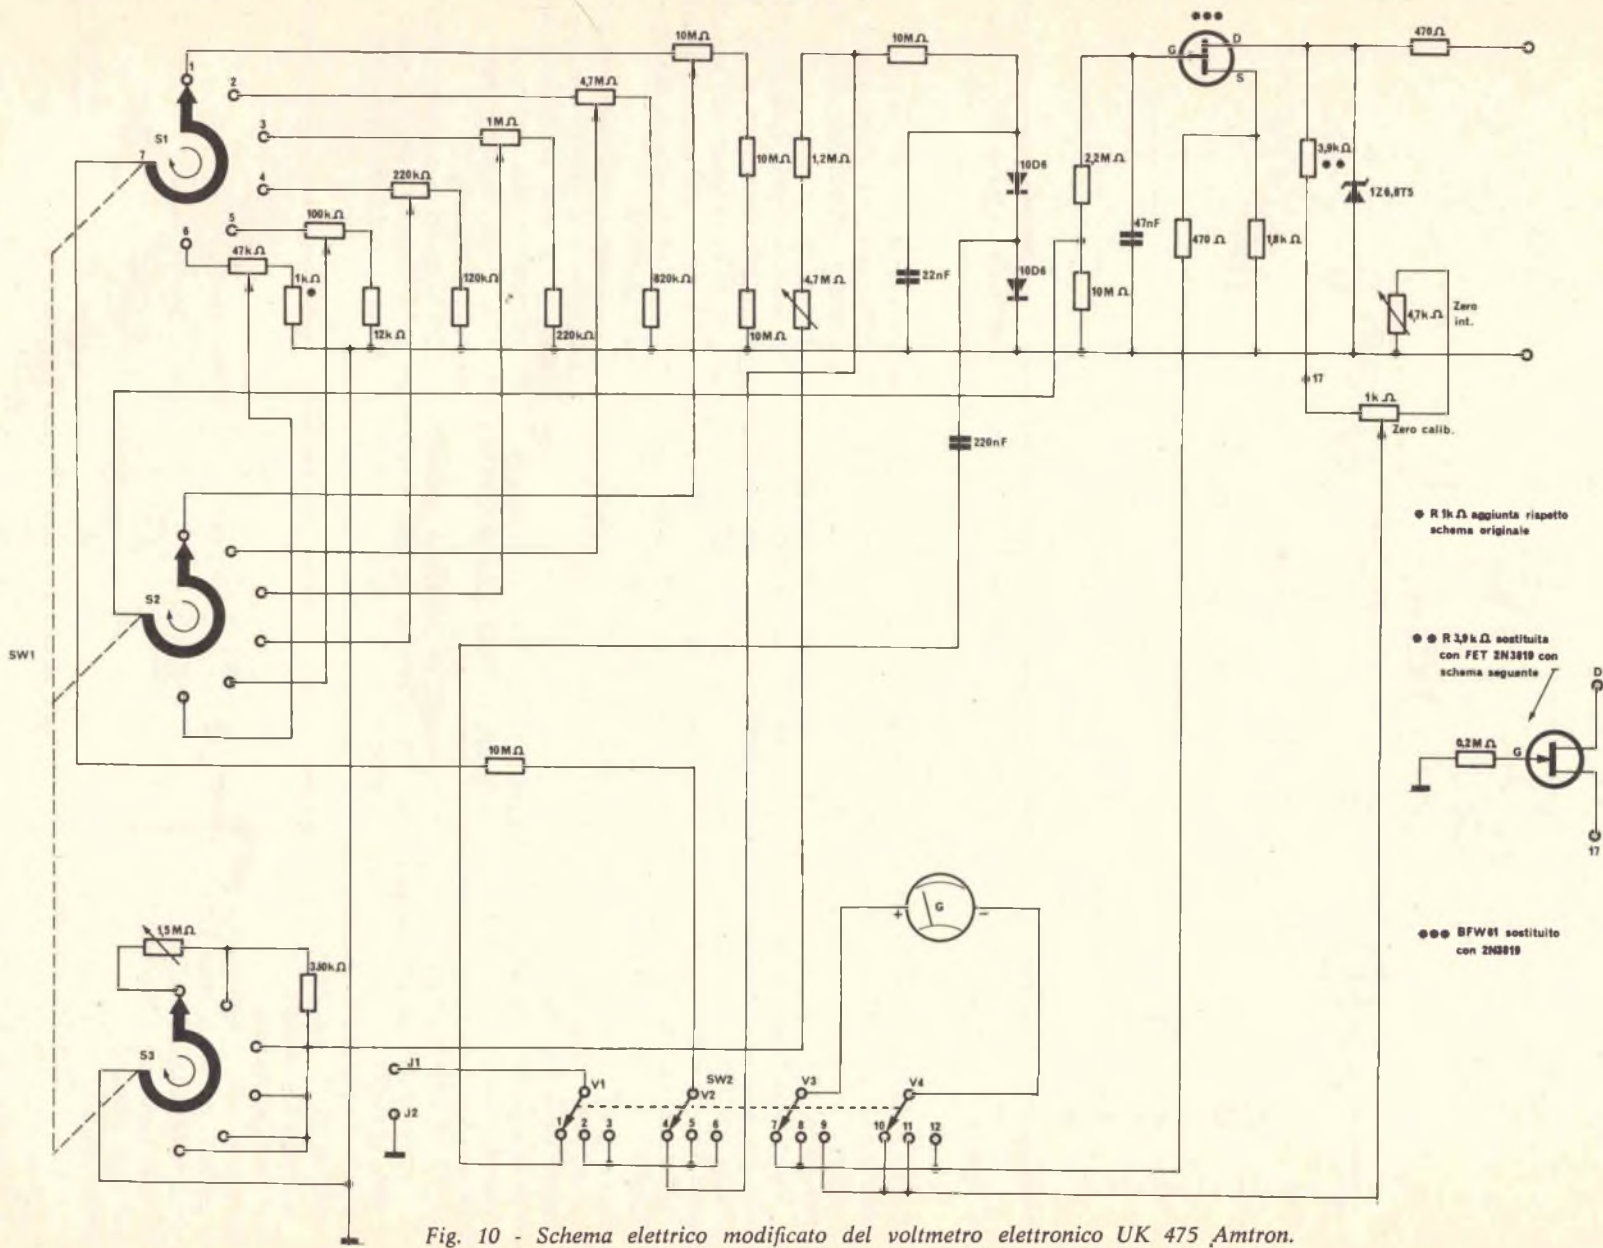 10MΩ
10MΩ
470Ω
G
D
S
1
2
4,7MΩ
S1
3
1MΩ
7
10MΩ
1,2MΩ
10D6
2,2MΩ
3,9kΩ
1Z6,8T5
4
220kΩ
5
100kΩ
6
47kΩ
1kΩ
12kΩ
120kΩ
220kΩ
820kΩ
10MΩ
4,7MΩ
22nF
10D6
10MΩ
47nF
470 Ω
1,8kΩ
4,7kΩ
Zero
int.
17
1kΩ
Zero calib.
220nF
R 1kΩ aggiunta rispetto
schema originale
S2
SW1
R 3,9kΩ sostituita
con FET 2N3819 con
schema seguente
D
0,2MΩ
G
17
10MΩ
G
+
−
BFW61 sostituito
con 2N3819
1,5MΩ
S3
J1
J2
V1
SW2
V2
V3
V4
1
2
3
4
5
6
7
8
9
10
11
12
Fig. 10 - Schema elettrico modificato del voltmetro elettronico UK 475 Amtron.